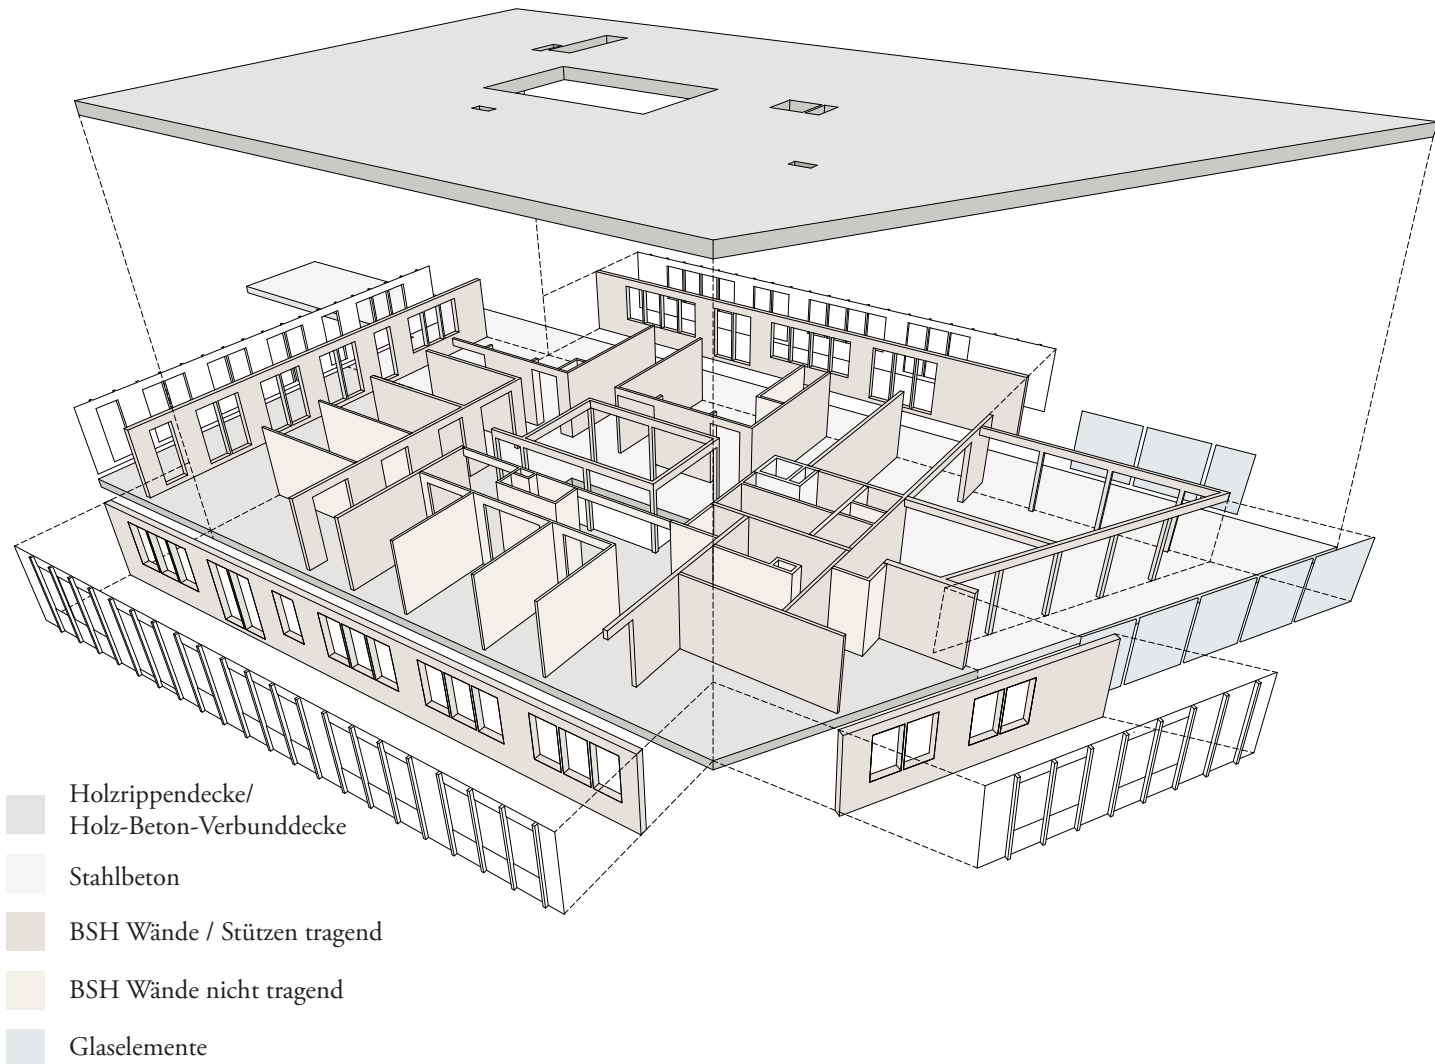 Holzrippendecke/
Holz-Beton-Verbunddecke
Stahlbeton
BSH Wände / Stützen tragend
BSH Wände nicht tragend
Glaselemente